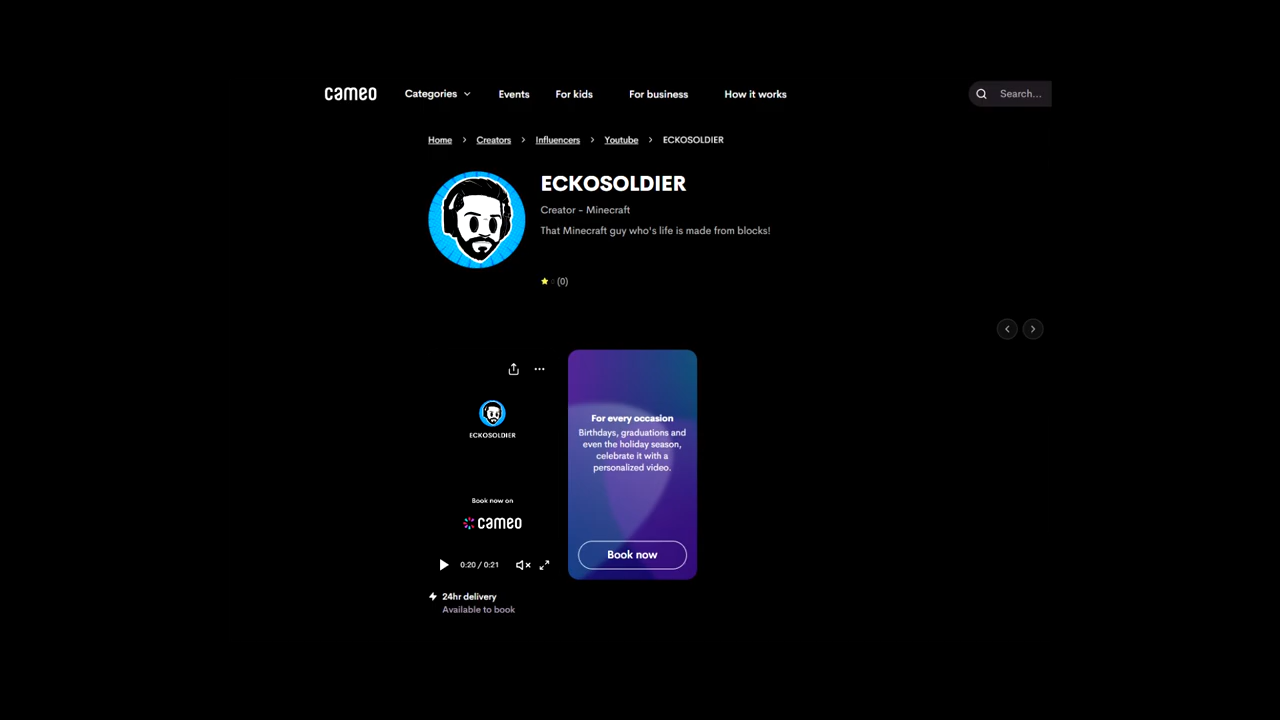 cameo Categories Events For kids For business How it works Search...
Home Creators Influencers Youtube ECKOSOLDIER
ECKOSOLDIER
Creator - Minecraft
That Minecraft guy who's life is made from blocks!
(0)
ECKOSOLDIER
Book now on
cameo
0:20 / 0:21
For every occasion
Birthdays, graduations and
even the holiday season,
celebrate it with a
personalized video.
Book now
24hr delivery
Available to book